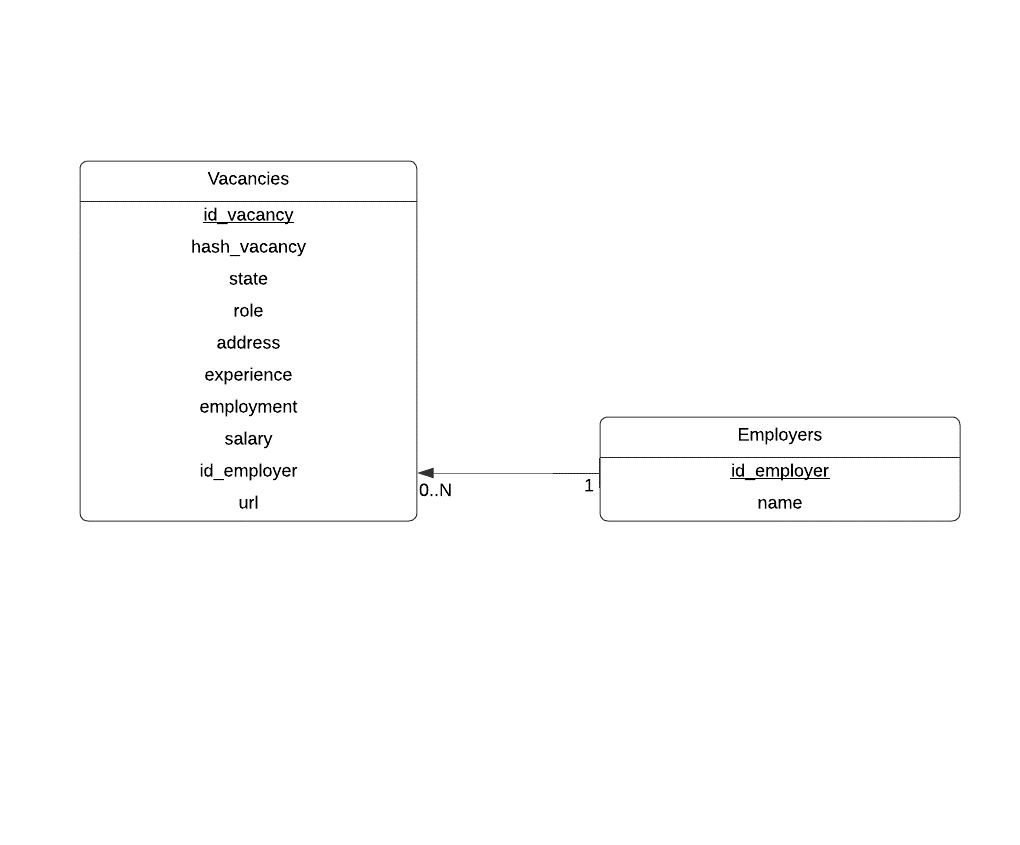 Vacancies
id_vacancy
hash_vacancy
state
role
address
experience
employment
salary
id_employer
url
0..N
1
Employers
id_employer
name